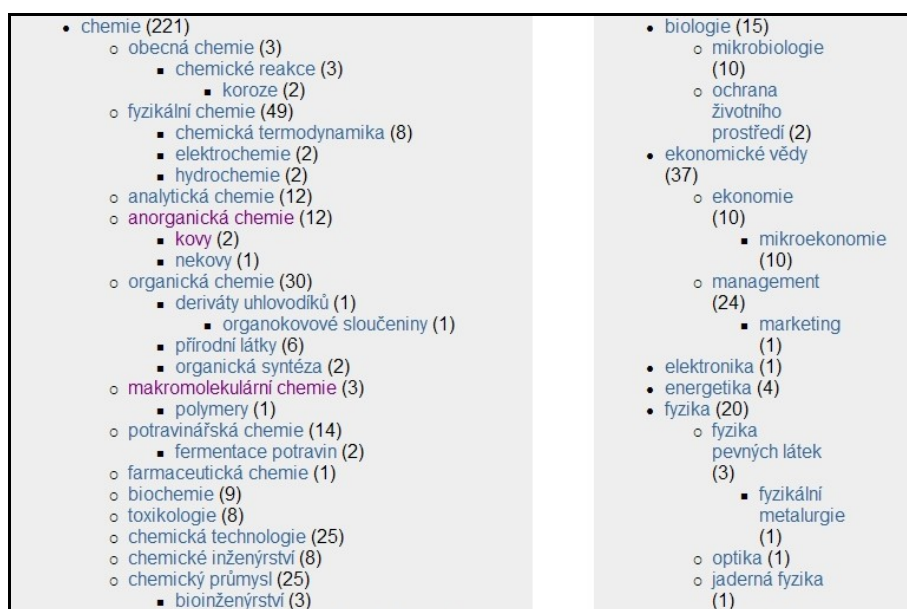 chemie (221)
obecná chemie (3)
chemické reakce (3)
koroze (2)
fyzikální chemie (49)
chemická termodynamika (8)
elektrochemie (2)
hydrochemie (2)
analytická chemie (12)
anorganická chemie (12)
kovy (2)
nekovy (1)
organická chemie (30)
deriváty uhlovodíků (1)
organokovové sloučeniny (1)
přírodní látky (6)
organická syntéza (2)
makromolekulární chemie (3)
polymery (1)
potravinářská chemie (14)
fermentace potravin (2)
farmaceutická chemie (1)
biochemie (9)
toxikologie (8)
chemická technologie (25)
chemické inženýrství (8)
chemický průmysl (25)
bioinženýrství (3)
biologie (15)
mikrobiologie
(10)
ochrana
životního
prostředí (2)
ekonomické vědy
(37)
ekonomie
(10)
mikroekonomie
(10)
management
(24)
marketing
(1)
elektronika (1)
energetika (4)
fyzika (20)
fyzika
pevných látek
(3)
fyzikální
metalurgie
(1)
optika (1)
jaderná fyzika
(1)